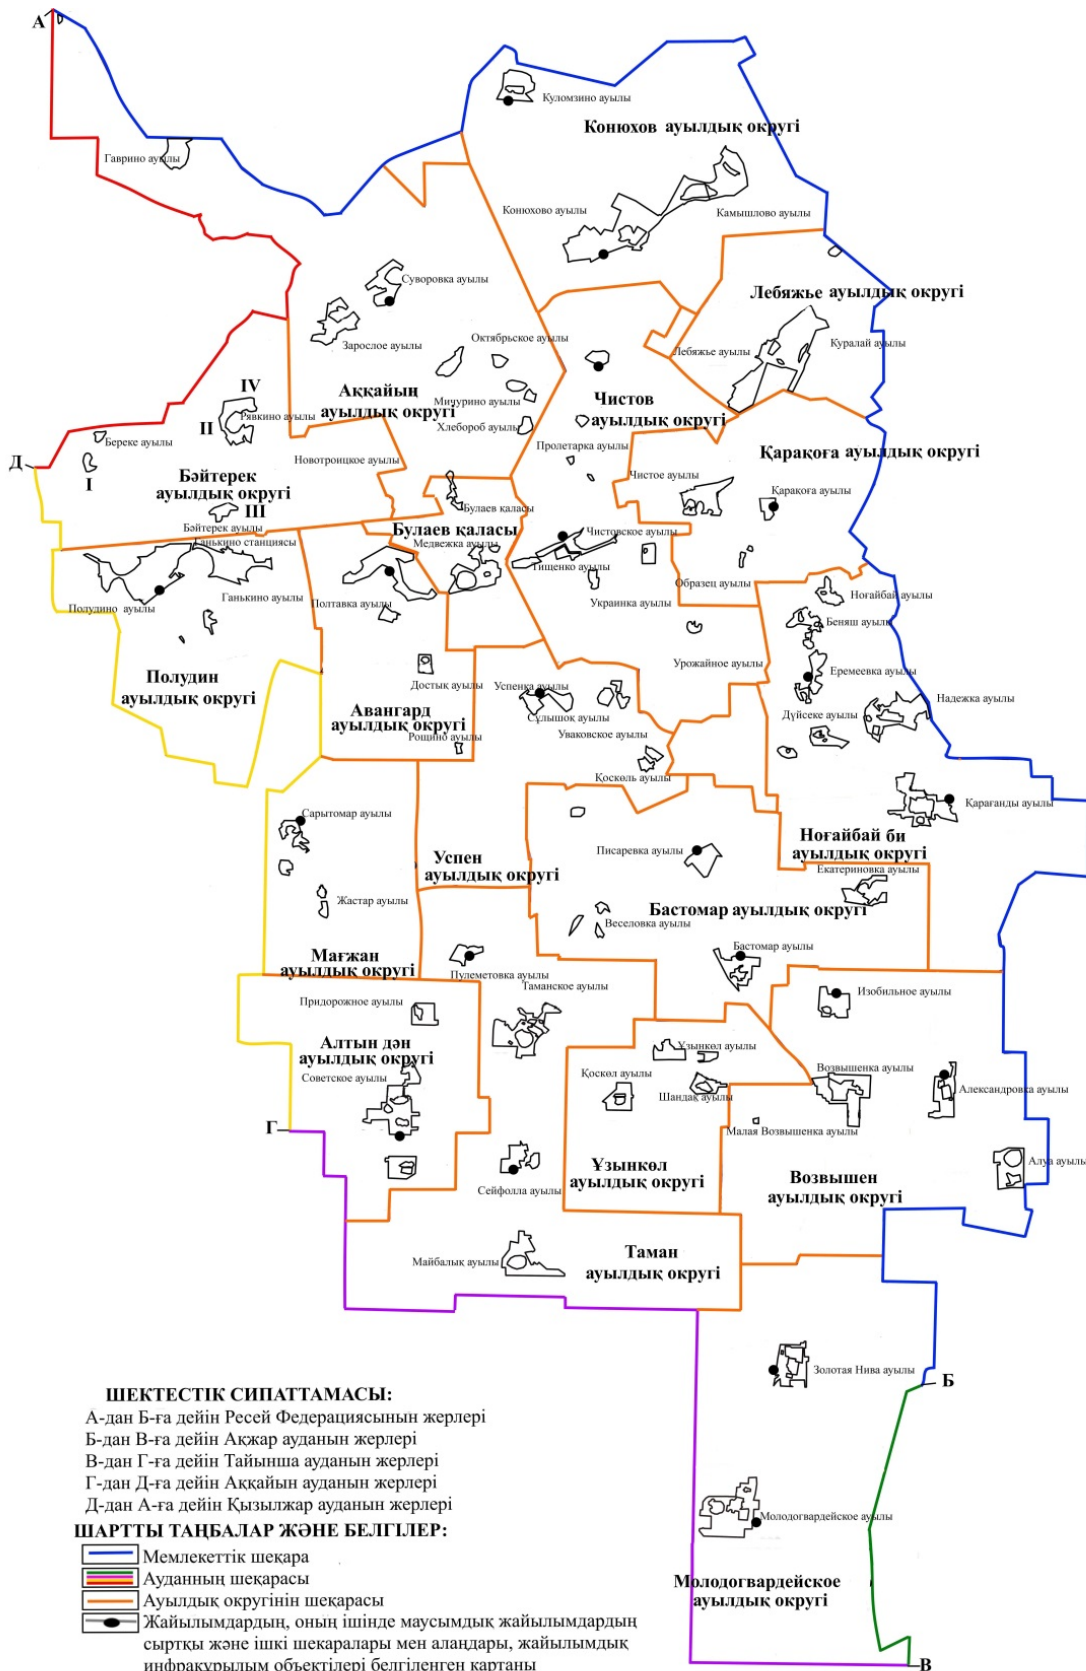 А
Куломзино ауылы
Конюхов ауылдық округі
Гаврино ауылы
Конюхово ауылы
Камышлово ауылы
Суворовка ауылы
Лебяжье ауылдық округі
Октябрьское ауылы
Зарослое ауылы
Лебяжье ауылы
Куралай ауылы
IV
Аққайың
ауылдық округі
Мичурино ауылы
Чистов
ауылдық округі
Рявкино ауылы
II
Хлебороб ауылы
Береке ауылы
Пролетарка ауылы
Қарақоға ауылдық округі
Д
Новотроицкое ауылы
I
Бәйтерек
ауылдық округі
Чистое ауылы
Қарақоға ауылы
III
Булаев қаласы
Бәйтерек ауылы
Булаев қаласы
Чистовское ауылы
Ганькино станциясы
Медвежка ауылы
Тищенко ауылы
Образец ауылы
Полудино ауылы
Ганькино ауылы
Полтавка ауылы
Украинка ауылы
Ноғайбай ауылы
Беняш ауылы
Полудин
ауылдық округі
Урожайное ауылы
Еремеевка ауылы
Достық ауылы
Успенка ауылы
Надежка ауылы
Авангард
ауылдық округі
Сұлышоқ ауылы
Дүйсеке ауылы
Рощино ауылы
Уваковское ауылы
Қоскөль ауылы
Қарағанды ауылы
Сарытомар ауылы
Ноғайбай би
ауылдық округі
Писаревка ауылы
Успен
ауылдық округі
Екатериновка ауылы
Жастар ауылы
Бастомар ауылдық округі
Веселовка ауылы
Бастомар ауылы
Мағжан
ауылдық округі
Пулеметовка ауылы
Таманское ауылы
Изобильное ауылы
Придорожное ауылы
Алтын дән
ауылдық округі
Ұзынкөл ауылы
Советское ауылы
Қоскөл ауылы
Возвышенка ауылы
Шандақ ауылы
Александровка ауылы
Г
Малая Возвышенка ауылы
Алуа ауылы
Ұзынкөл
ауылдық округі
Возвышен
ауылдық округі
Сейфолла ауылы
Таман
ауылдық округі
Майбалық ауылы
Золотая Нива ауылы
Б
ШЕКТЕСТІК СИПАТТАМАСЫ:
А-дан Б-ға дейін Ресей Федерациясынын жерлері
Б-дан В-ға дейін Ақжар ауданын жерлері
В-дан Г-ға дейін Тайынша ауданын жерлері
Г-дан Д-ға дейін Аққайын ауданын жерлері
Д-дан А-ға дейін Қызылжар ауданын жерлері
Молодогвардейское ауылы
ШАРТТЫ ТАҢБАЛАР ЖӘНЕ БЕЛГІЛЕР:
Мемлекеттік шеқара
Ауданның шеқарасы
Молодогвардейское
ауылдық округі
Ауылдық округінін шеқарасы
Жайылымдардың, оның ішінде маусымдық жайылымдардың
сыртқы және ішкі шекаралары мен алаңдары, жайылымдық
инфрақұрылым объектілері белгіленген картаны
В